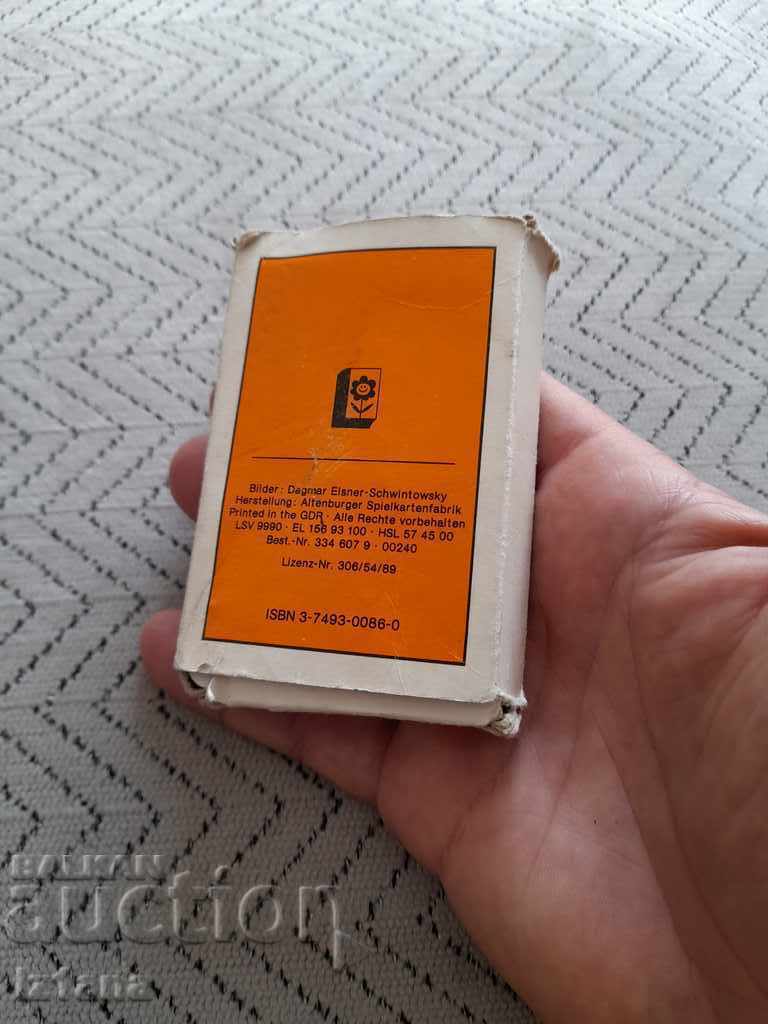 Bilder: Dagmar Elsner-Schwintowsky
Herstellung: Altenburger Spielkartenfabrik
Printed in the GDR · Alle Rechte vorbehalten
LSV 9990 · EL 156 93 100 · HSL 57 45 00
Best.-Nr. 334 607 9 · 00240
Lizenz-Nr. 306/54/89
ISBN 3-7493-0086-0
BALKAN
auction
Iztana